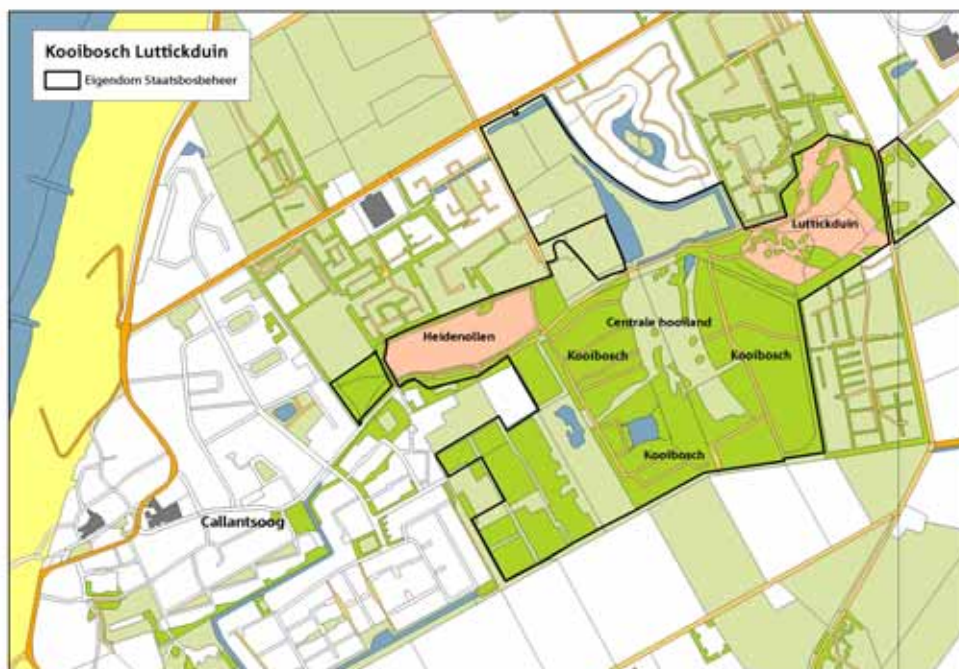 Kooibosch Luttickduin
Eigendom Staatsbosbeheer
Luttickduin
Centrale hooiland
Heidenollen
Kooibosch
Kooibosch
Kooibosch
Callantsoog